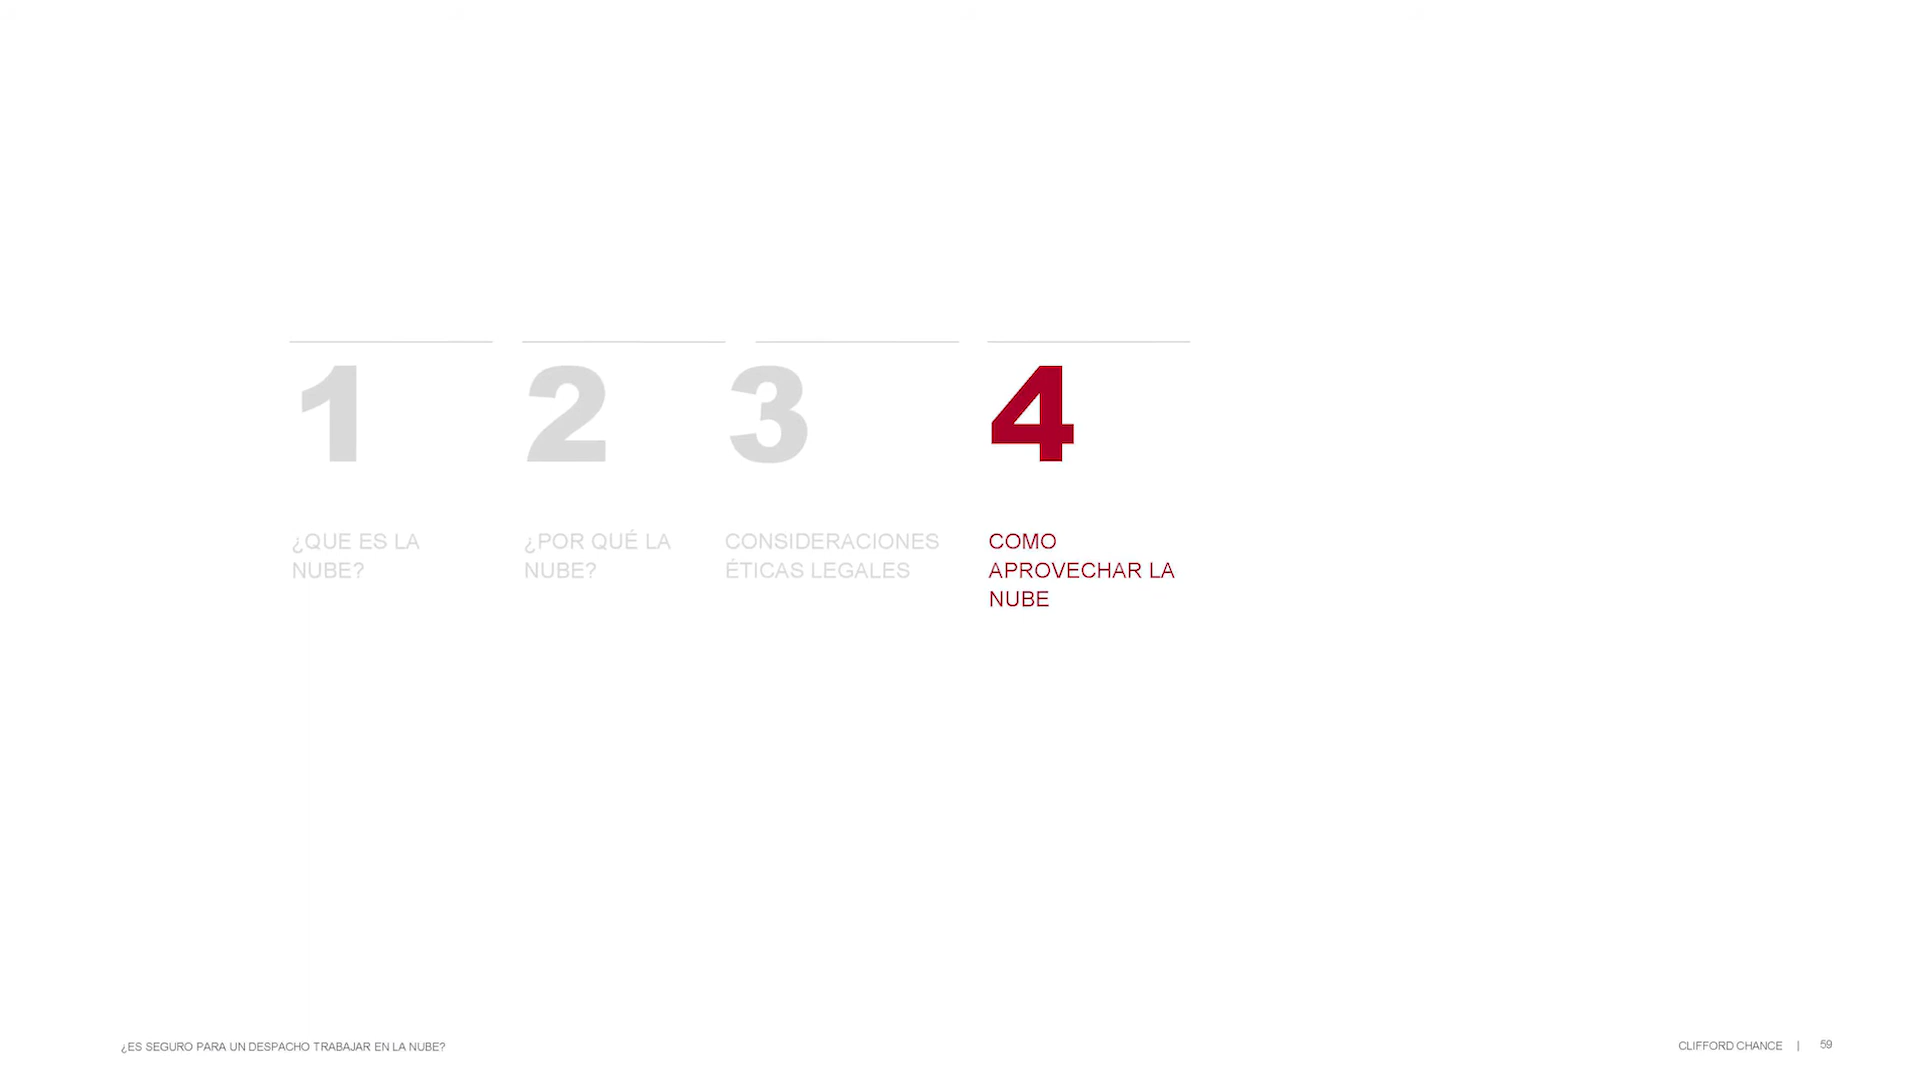 1
¿QUE ES LA
NUBE?
2
¿POR QUÉ LA
NUBE?
3
CONSIDERACIONES
ÉTICAS LEGALES
4
COMO
APROVECHAR LA
NUBE
¿ES SEGURO PARA UN DESPACHO TRABAJAR EN LA NUBE?
CLIFFORD CHANCE | 59